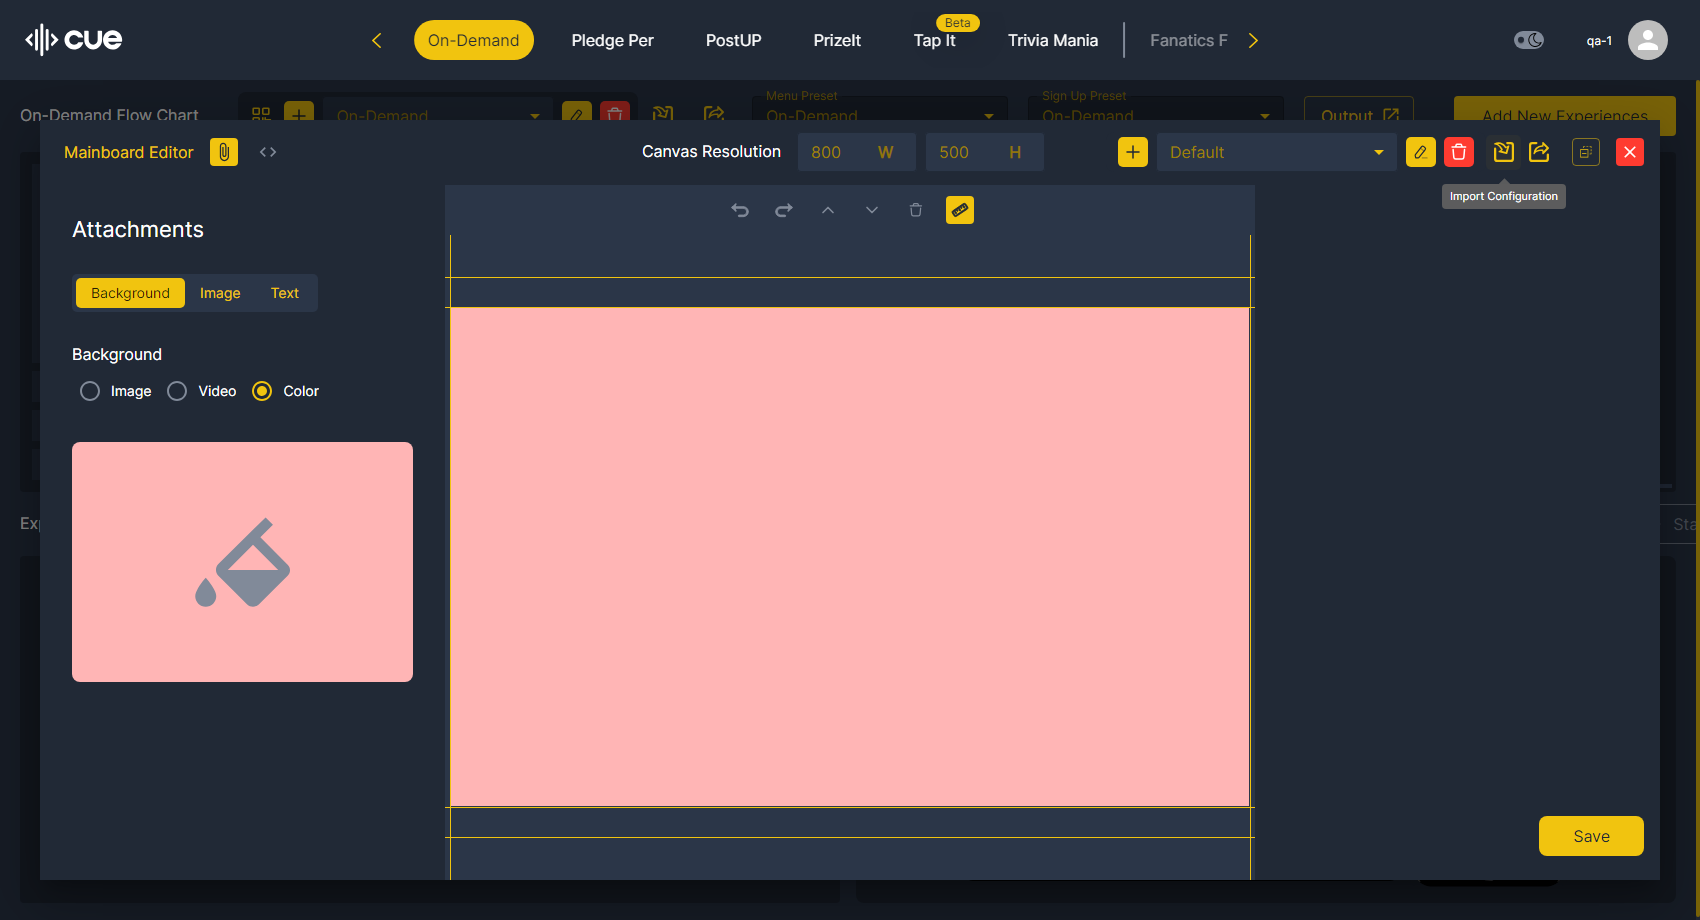 cue
On-Demand
Pledge Per
PostUP
PrizeIt
Beta
Tap It
Trivia Mania
Fanatics F
qa-1
On-Demand Flow Chart
On-Demand
Menu Preset
On-Demand
Sign Up Preset
On-Demand
Output
Add New Experiences
Mainboard Editor
Canvas Resolution
800 W
500 H
Default
Import Configuration
Attachments
Background
Image
Text
Background
Image
Video
Color
Exp
Sta
Save